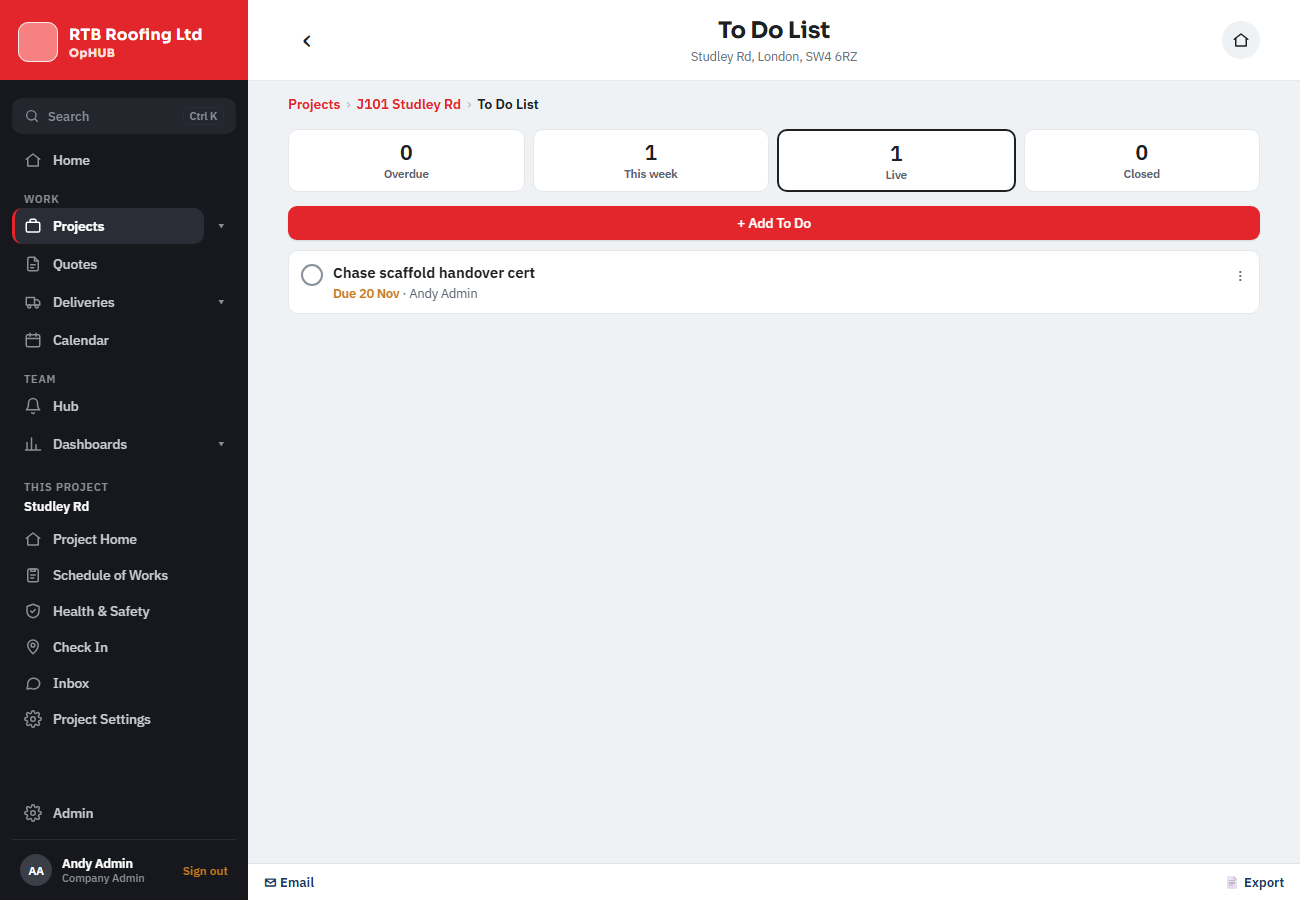 RTB Roofing Ltd
OpHUB
Search
Ctrl K
Home
WORK
Projects
Quotes
Deliveries
Calendar
TEAM
Hub
Dashboards
THIS PROJECT
Studley Rd
Project Home
Schedule of Works
Health & Safety
Check In
Inbox
Project Settings
Admin
AA
Andy Admin
Company Admin
Sign out
To Do List
Studley Rd, London, SW4 6RZ
Projects › J101 Studley Rd › To Do List
0
Overdue
1
This week
1
Live
0
Closed
+ Add To Do
Chase scaffold handover cert
Due 20 Nov · Andy Admin
Email
Export